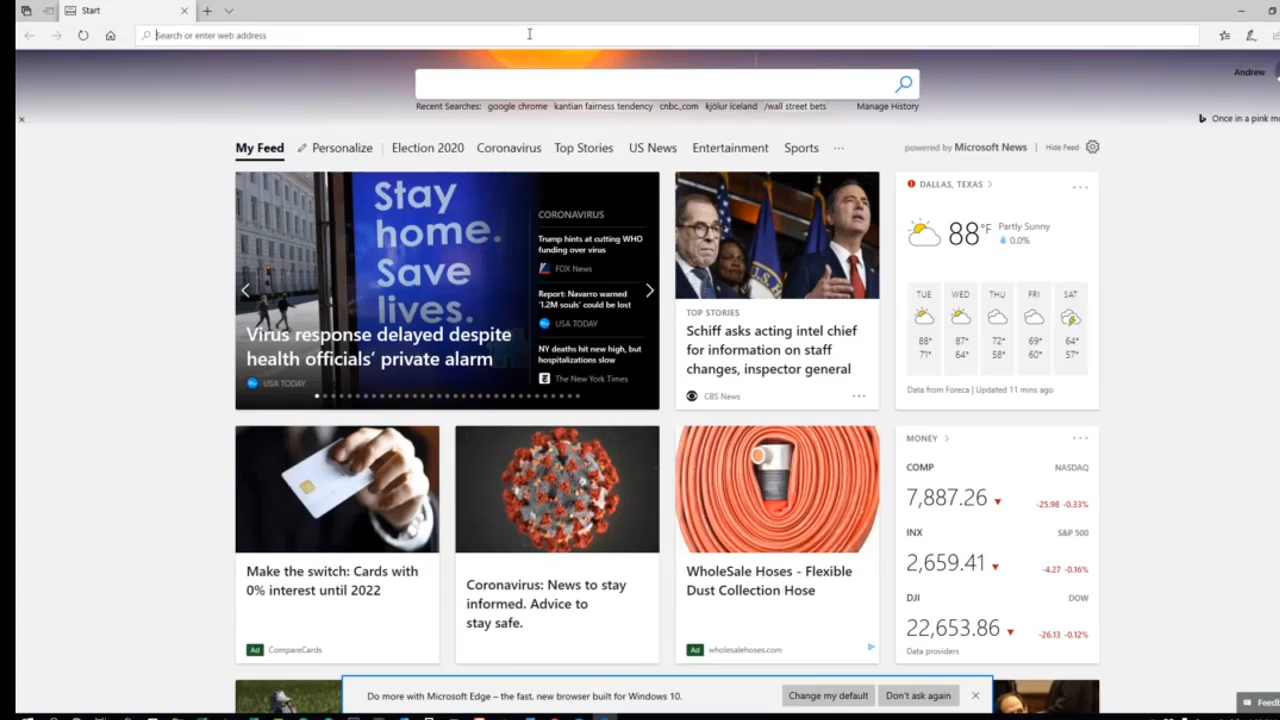 Start
Search or enter web address
Andrew
Recent Searches: google chrome kantian fairness tendency cnbc.,com kjölur iceland /wall street bets Manage History
Once in a pink
My Feed Personalize Election 2020 Coronavirus Top Stories US News Entertainment Sports ...
powered by Microsoft News Hide Feed
Stay
home.
Save
lives.
Virus response delayed despite
health officials' private alarm
USA TODAY
CORONAVIRUS
Trump hints at cutting WHO
funding over virus
FOX News
Report: Navarro warned
'1.2M souls' could be lost
USA TODAY
NY deaths hit new high, but
hospitalizations slow
The New York Times
TOP STORIES
Schiff asks acting intel chief
for information on staff
changes, inspector general
CBS News
DALLAS, TEXAS
88°F
Partly Sunny
0.0%
TUE WED THU FRI SAT
88° 87° 72° 69° 64°
71° 64° 58° 60° 57°
Data from Foreca | Updated 11 mins ago
Make the switch: Cards with
0% interest until 2022
Ad CompareCards
Coronavirus: News to stay
informed. Advice to
stay safe.
WholeSale Hoses - Flexible
Dust Collection Hose
Ad wholesalehoses.com
MONEY
COMP NASDAQ
7,887.26 -25.98 -0.33%
INX S&P 500
2,659.41 -4.27 -0.16%
DJI DOW
22,653.86 -26.13 -0.12%
Data providers
Do more with Microsoft Edge – the fast, new browser built for Windows 10.
Change my default
Don't ask again